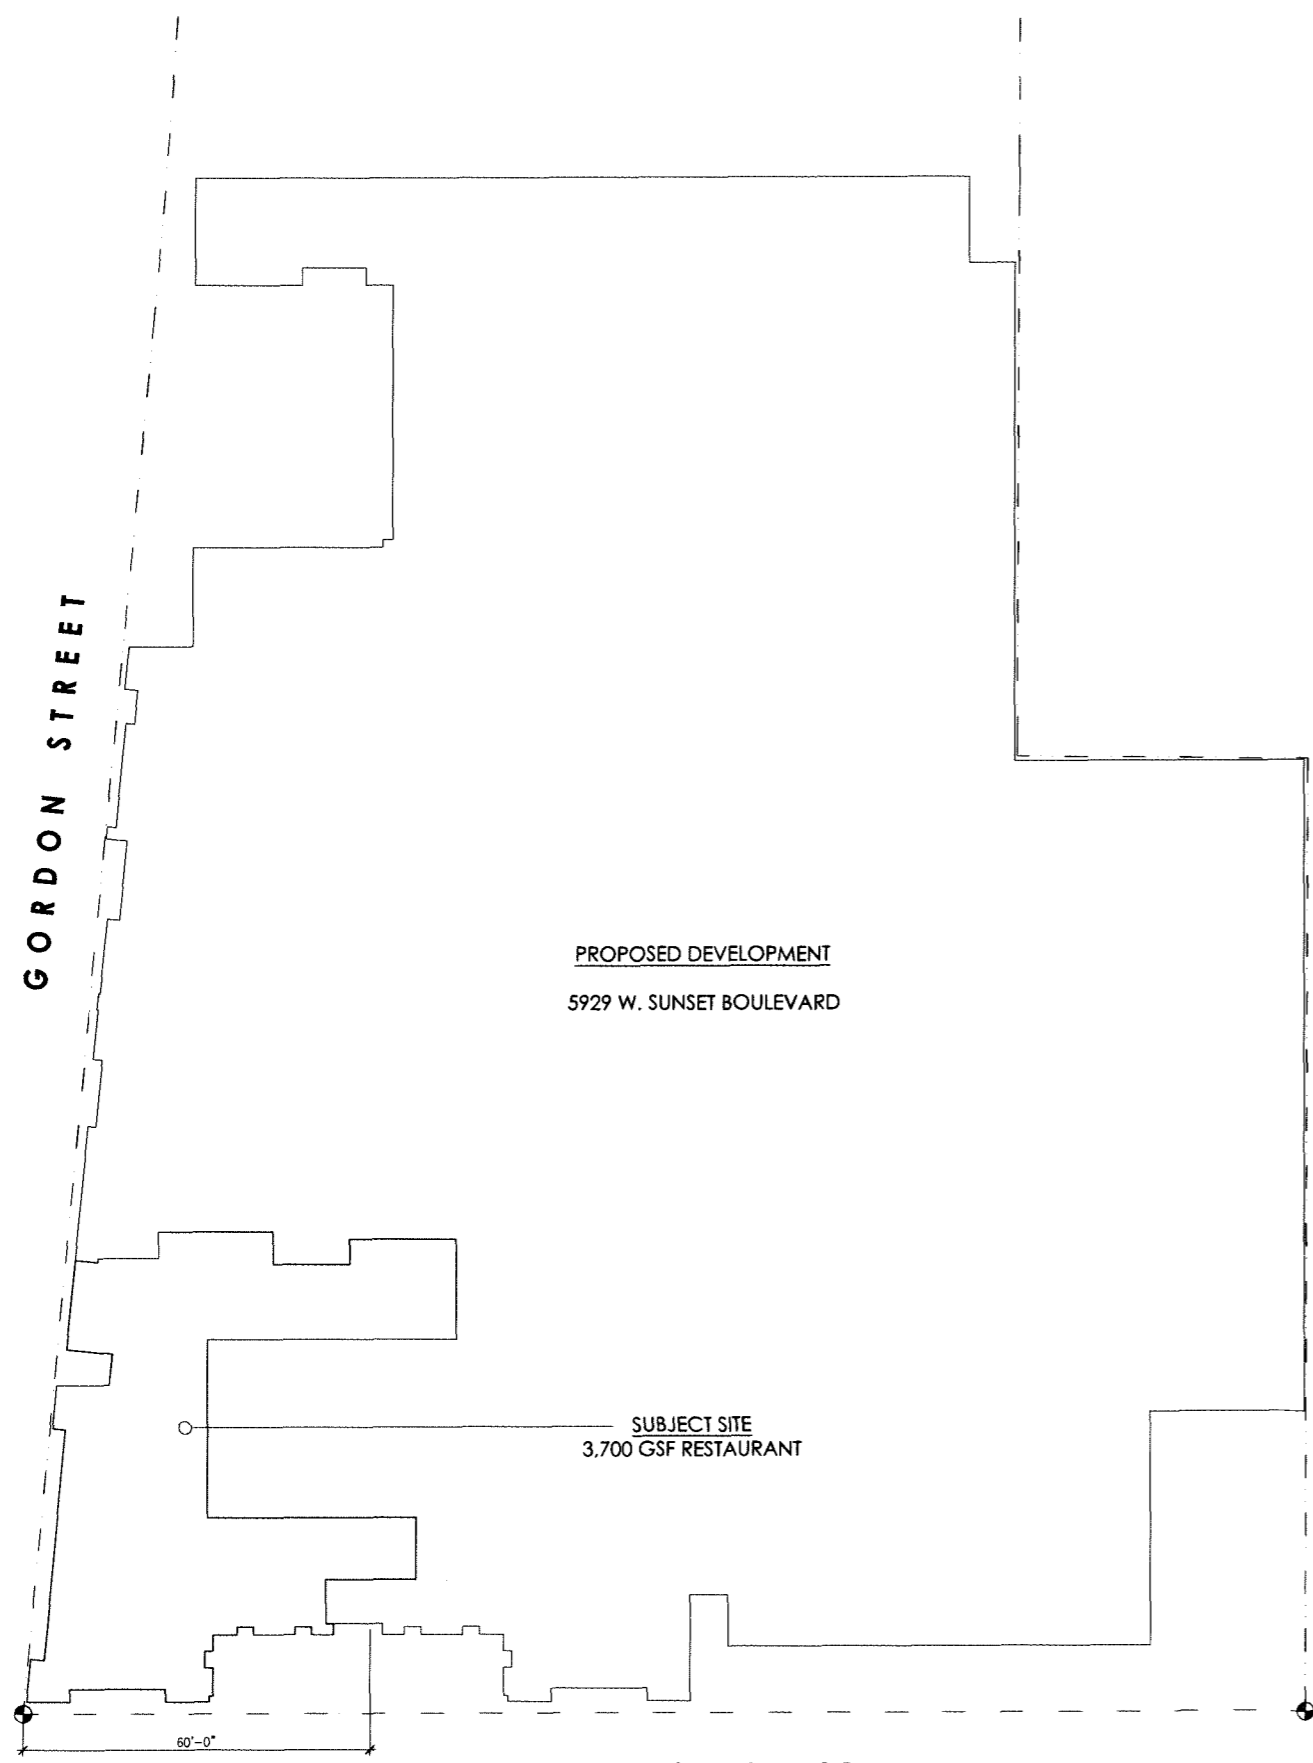 GORDON STREET
PROPOSED DEVELOPMENT
5929 W. SUNSET BOULEVARD
SUBJECT SITE
3,700 GSF RESTAURANT
60'-0"